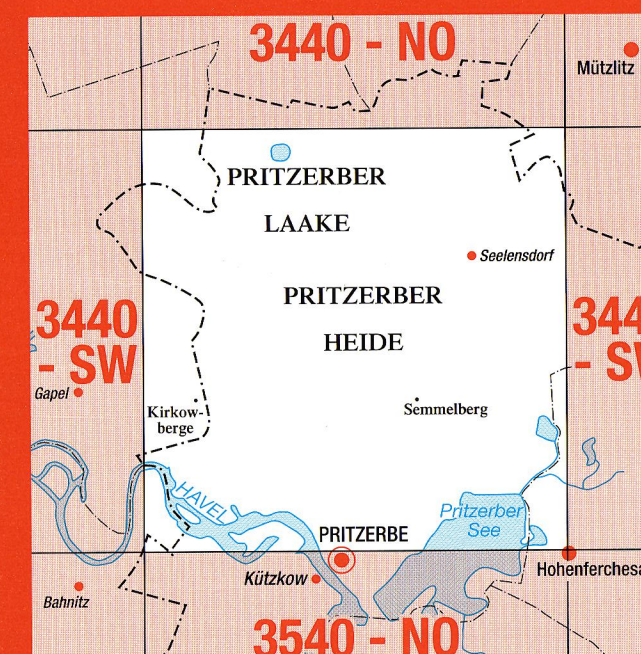 3440 - NO
Mützlitz
PRITZERBER
LAAKE
Seelensdorf
PRITZERBER
HEIDE
3440
- SW
344
- SW
Gapel
Kirkow-
berge
Semmelberg
HAVEL
Pritzerber
See
PRITZERBE
Kützkow
Hohenferchesa
Bahnitz
3540 - NO